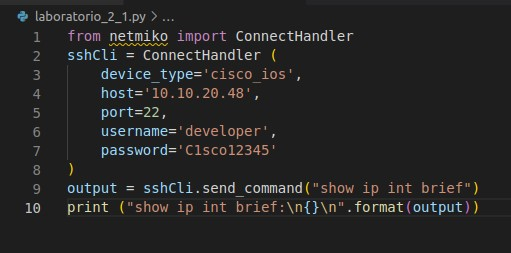 laboratorio_2_1.py > ...
1 from netmiko import ConnectHandler
2 sshCli = ConnectHandler (
3     device_type='cisco_ios',
4     host='10.10.20.48',
5     port=22,
6     username='developer',
7     password='C1sco12345'
8 )
9 output = sshCli.send_command("show ip int brief")
10 print ("show ip int brief:\n{}\n".format(output))